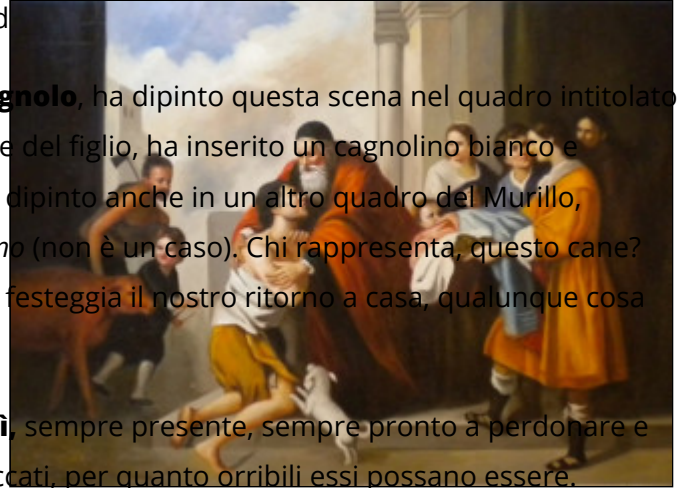 d
gnolo, ha dipinto questa scena nel quadro intitolato
e del figlio, ha inserito un cagnolino bianco e
dipinto anche in un altro quadro del Murillo,
no (non è un caso). Chi rappresenta, questo cane?
festeggia il nostro ritorno a casa, qualunque cosa
ì, sempre presente, sempre pronto a perdonare e
ccati, per quanto orribili essi possano essere.